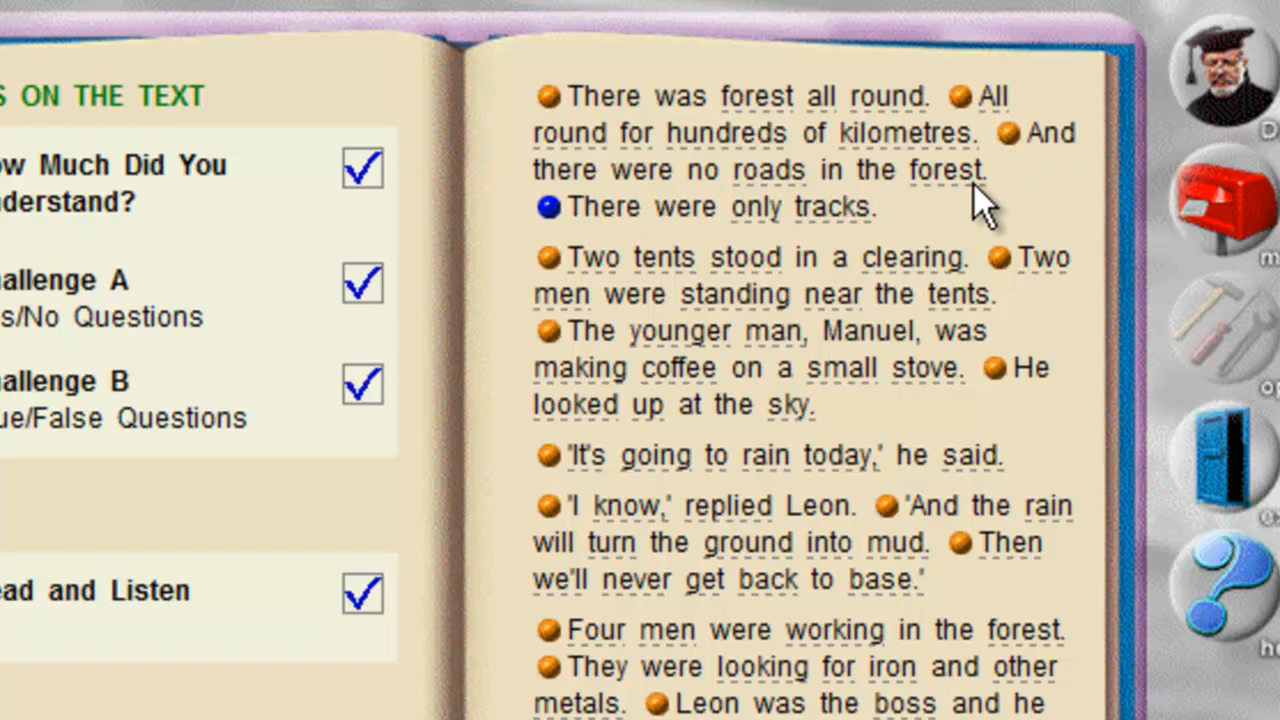 S ON THE TEXT
ow Much Did You
nderstand?
allenge A
s/No Questions
allenge B
ue/False Questions
ead and Listen
There was forest all round. All
round for hundreds of kilometres. And
there were no roads in the forest.
There were only tracks.
Two tents stood in a clearing. Two
men were standing near the tents.
The younger man, Manuel, was
making coffee on a small stove. He
looked up at the sky.
'It's going to rain today,' he said.
'I know,' replied Leon. 'And the rain
will turn the ground into mud. Then
we'll never get back to base.'
Four men were working in the forest.
They were looking for iron and other
metals. Leon was the boss and he
D
m
op
he